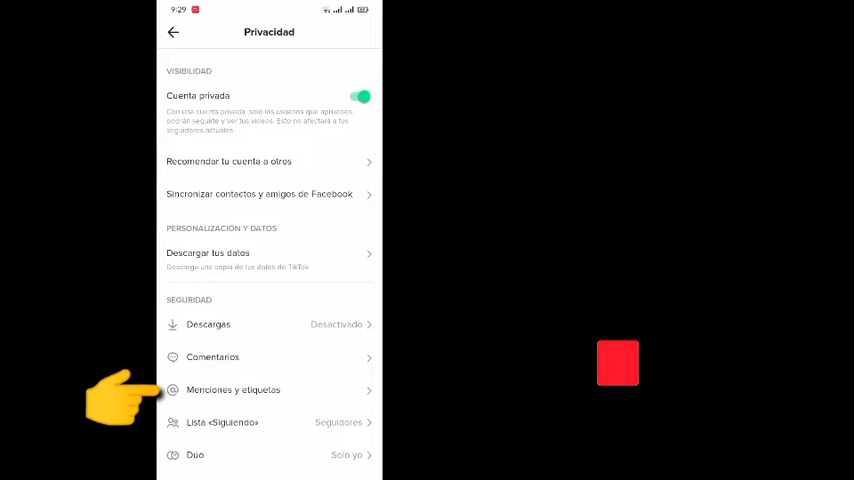 9:29
Privacidad
VISIBILIDAD
Cuenta privada
Con una cuenta privada, solo los usuarios que apruebes
podrán seguirte y ver tus vídeos. Esto no afectará a tus
seguidores actuales.
Recomendar tu cuenta a otros
Sincronizar contactos y amigos de Facebook
PERSONALIZACIÓN Y DATOS
Descargar tus datos
Descarga una copia de tus datos de TikTok
SEGURIDAD
Descargas Desactivado
Comentarios
Menciones y etiquetas
Lista «Siguiendo» Seguidores
Dúo Solo yo